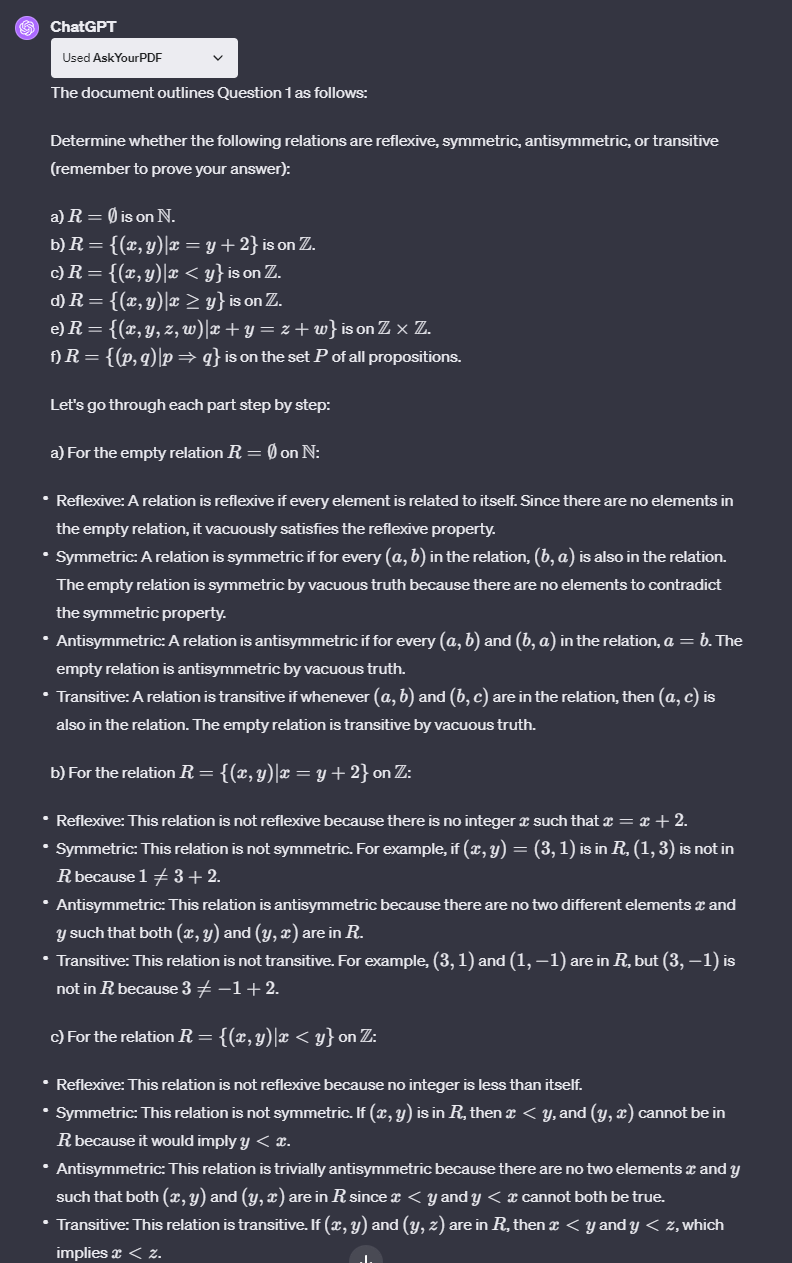 ChatGPT
Used AskYourPDF
The document outlines Question 1 as follows:
Determine whether the following relations are reflexive, symmetric, antisymmetric, or transitive
(remember to prove your answer):
a) R = ∅ is on ℕ.
b) R = {(x, y)|x = y + 2} is on ℤ.
c) R = {(x, y)|x < y} is on ℤ.
d) R = {(x, y)|x ≥ y} is on ℤ.
e) R = {(x, y, z, w)|x + y = z + w} is on ℤ × ℤ.
f) R = {(p, q)|p ⇒ q} is on the set P of all propositions.
Let's go through each part step by step:
a) For the empty relation R = ∅ on ℕ:
• Reflexive: A relation is reflexive if every element is related to itself. Since there are no elements in
the empty relation, it vacuously satisfies the reflexive property.
• Symmetric: A relation is symmetric if for every (a, b) in the relation, (b, a) is also in the relation.
The empty relation is symmetric by vacuous truth because there are no elements to contradict
the symmetric property.
• Antisymmetric: A relation is antisymmetric if for every (a, b) and (b, a) in the relation, a = b. The
empty relation is antisymmetric by vacuous truth.
• Transitive: A relation is transitive if whenever (a, b) and (b, c) are in the relation, then (a, c) is
also in the relation. The empty relation is transitive by vacuous truth.
b) For the relation R = {(x, y)|x = y + 2} on ℤ:
• Reflexive: This relation is not reflexive because there is no integer x such that x = x + 2.
• Symmetric: This relation is not symmetric. For example, if (x, y) = (3, 1) is in R, (1, 3) is not in
R because 1 ≠ 3 + 2.
• Antisymmetric: This relation is antisymmetric because there are no two different elements x and
y such that both (x, y) and (y, x) are in R.
• Transitive: This relation is not transitive. For example, (3, 1) and (1, −1) are in R, but (3, −1) is
not in R because 3 ≠ −1 + 2.
c) For the relation R = {(x, y)|x < y} on ℤ:
• Reflexive: This relation is not reflexive because no integer is less than itself.
• Symmetric: This relation is not symmetric. If (x, y) is in R, then x < y, and (y, x) cannot be in
R because it would imply y < x.
• Antisymmetric: This relation is trivially antisymmetric because there are no two elements x and y
such that both (x, y) and (y, x) are in R since x < y and y < x cannot both be true.
• Transitive: This relation is transitive. If (x, y) and (y, z) are in R, then x < y and y < z, which
implies x < z.